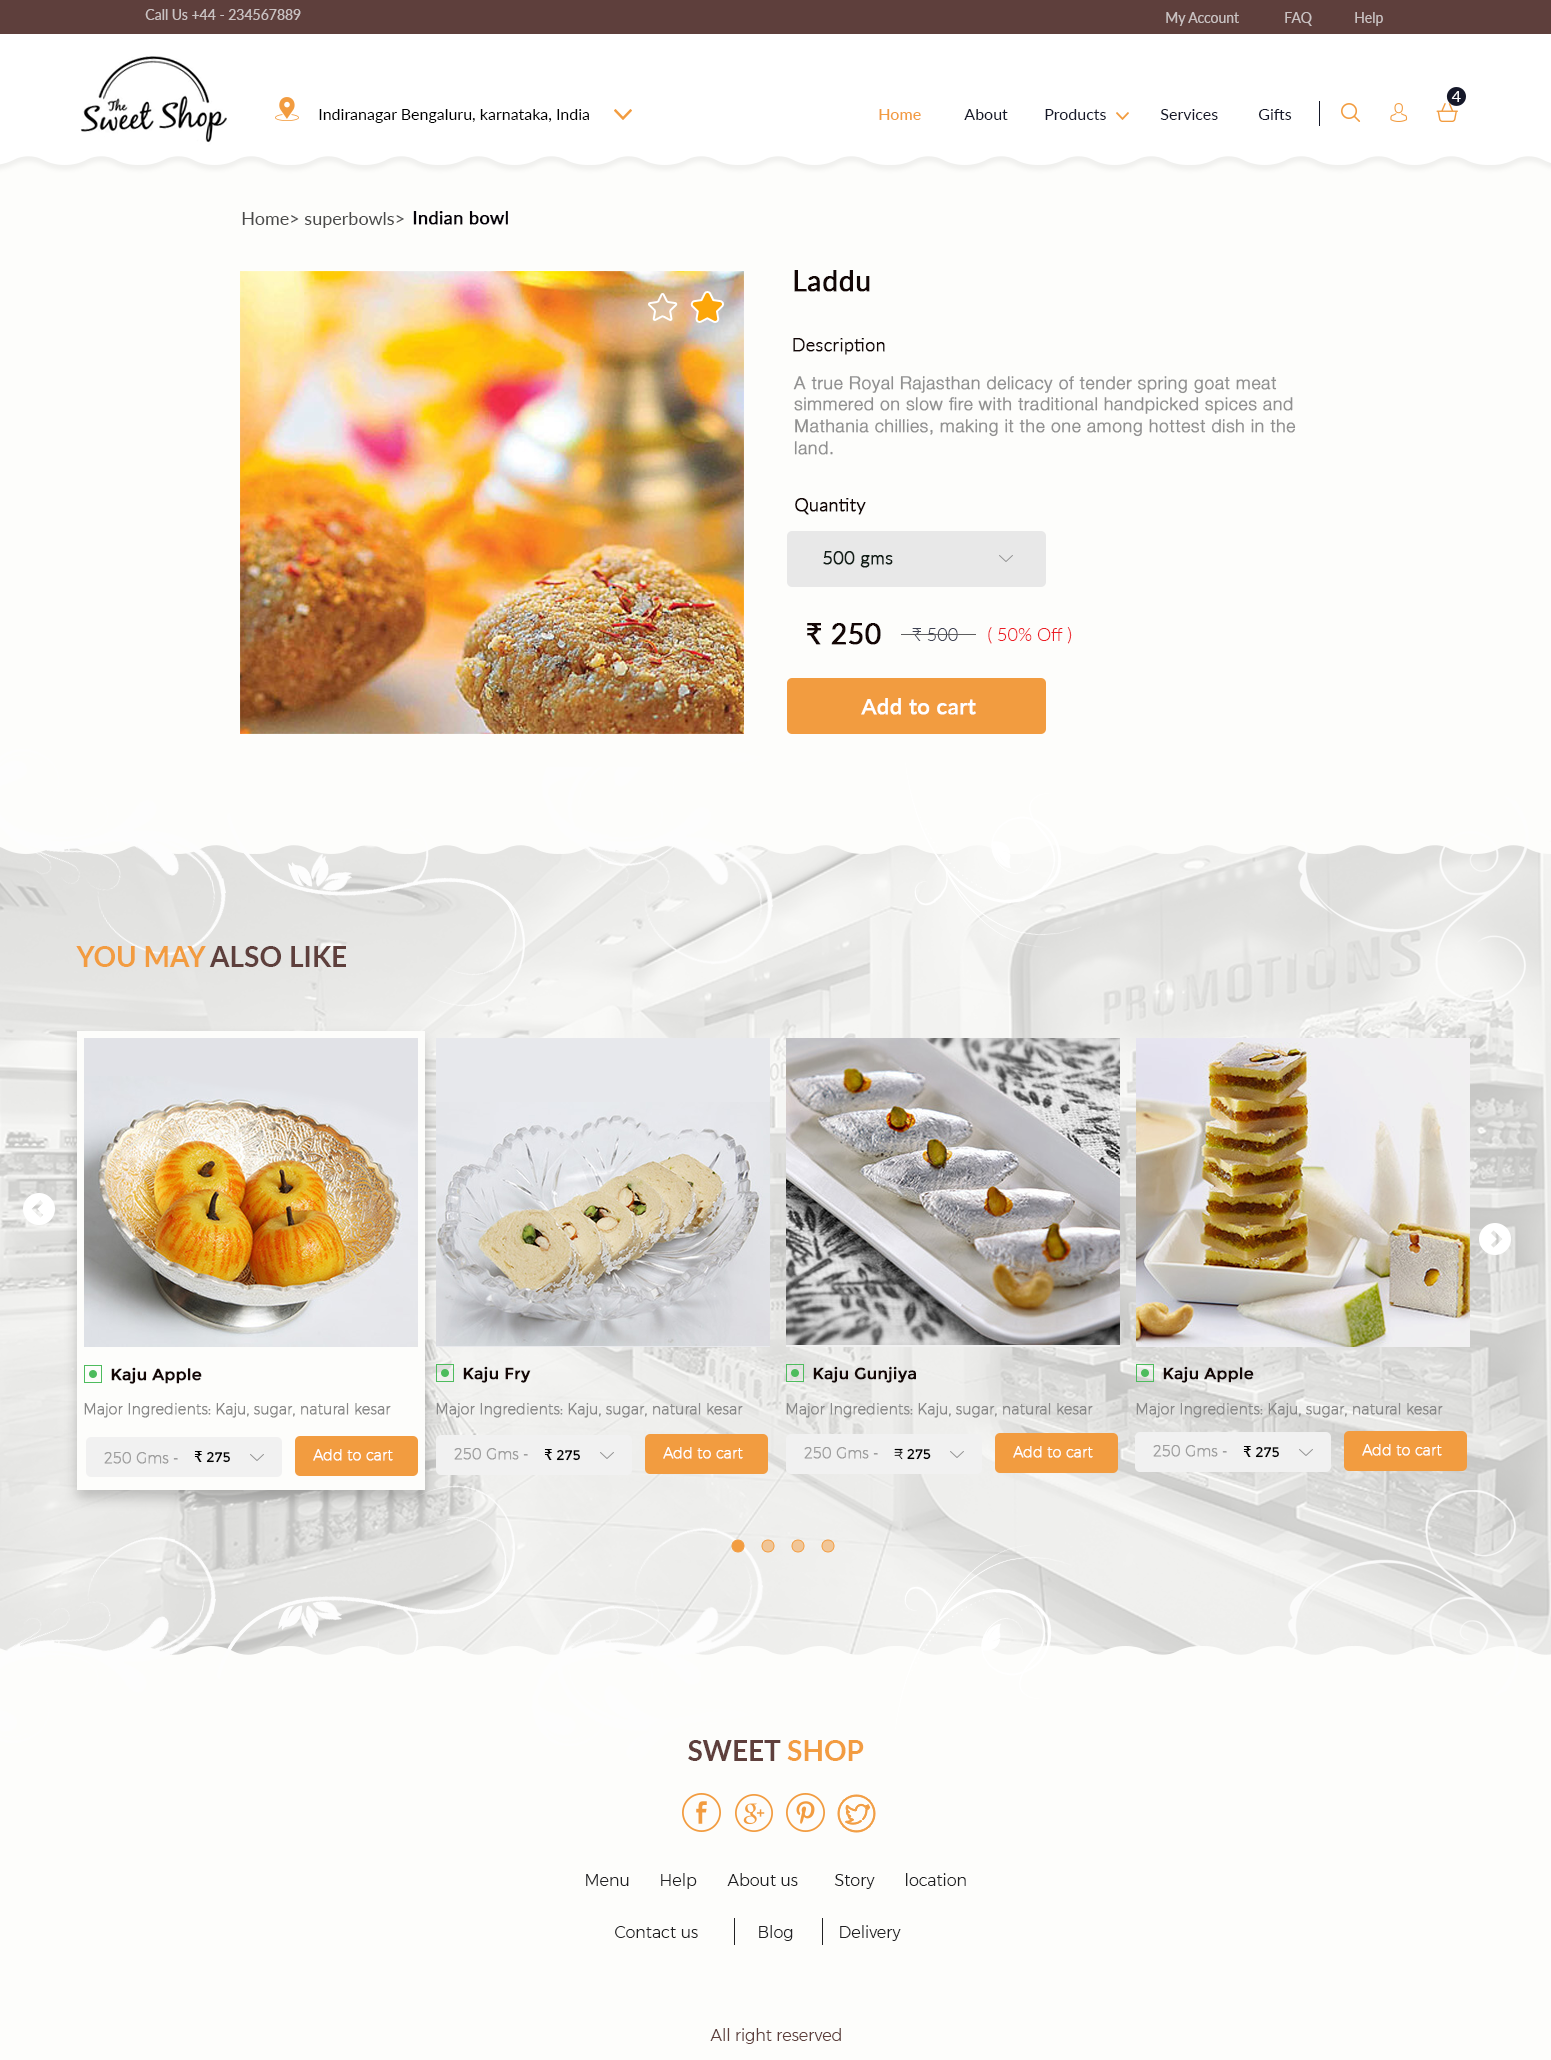 Call Us +44 - 234567889
My Account FAQ Help
The
Sweet Shop
Indiranagar Bengaluru, karnataka, India
Home About Products Services Gifts
4
Home> superbowls> Indian bowl
Laddu
Description
A true Royal Rajasthan delicacy of tender spring goat meat
simmered on slow fire with traditional handpicked spices and
Mathania chillies, making it the one among hottest dish in the
land.
Quantity
500 gms
₹ 250 ₹ 500 ( 50% Off )
Add to cart
PROMOTIONS
YOU MAY ALSO LIKE
Kaju Apple
Major Ingredients: Kaju, sugar, natural kesar
250 Gms - ₹ 275
Add to cart
Kaju Fry
Major Ingredients: Kaju, sugar, natural kesar
250 Gms - ₹ 275
Add to cart
Kaju Gunjiya
Major Ingredients: Kaju, sugar, natural kesar
250 Gms - ₹ 275
Add to cart
Kaju Apple
Major Ingredients: Kaju, sugar, natural kesar
250 Gms - ₹ 275
Add to cart
SWEET SHOP
Menu Help About us Story location
Contact us Blog Delivery
All right reserved